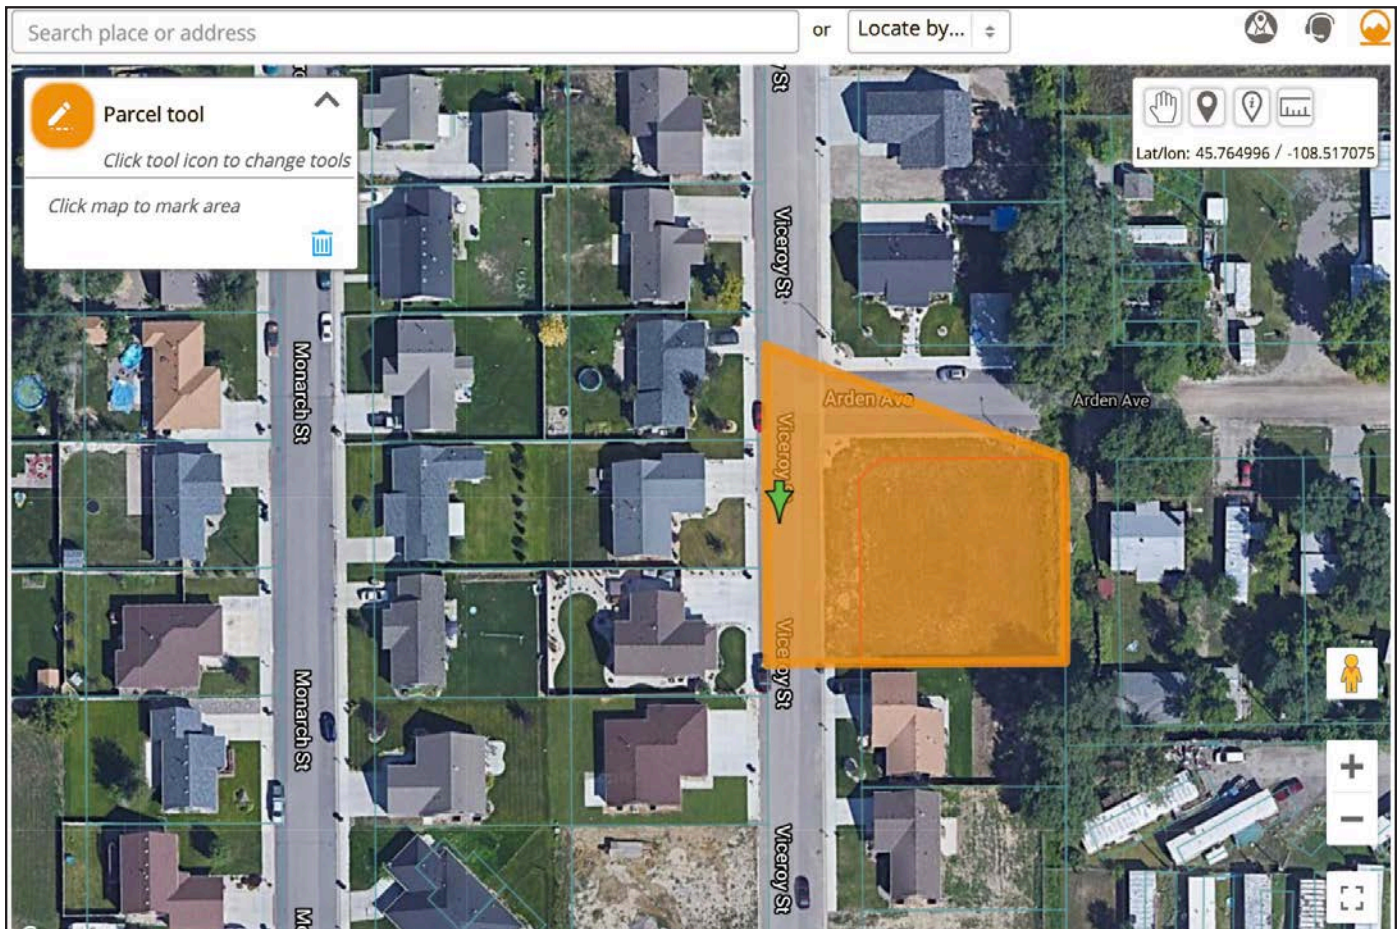 Search place or address
or
Locate by...
Parcel tool
Click tool icon to change tools
Click map to mark area
Lat/lon: 45.764996 / -108.517075
y St
Viceroy St
Monarch St
Arden Ave
Arden Ave
Viceroy
Viceroy St
Monarch St
Viceroy St